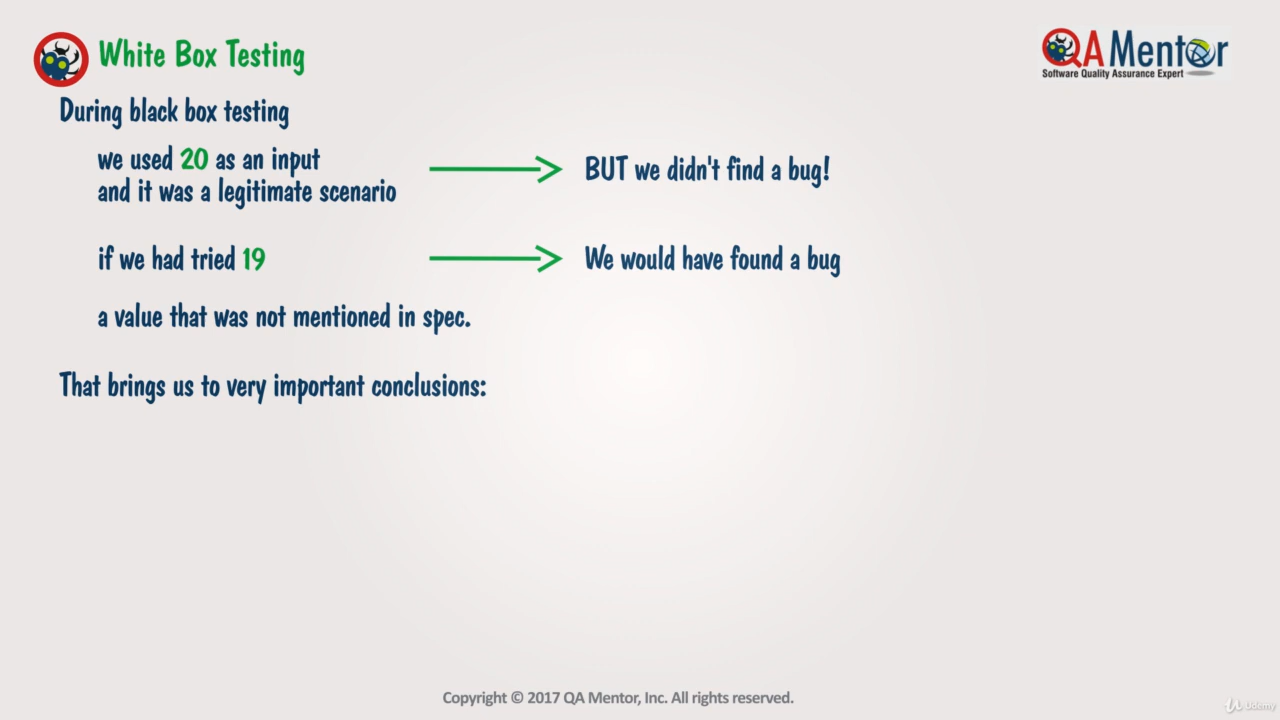 White Box Testing
QA Mentor
Software Quality Assurance Expert
During black box testing
we used 20 as an input
and it was a legitimate scenario
BUT we didn't find a bug!
if we had tried 19
We would have found a bug
a value that was not mentioned in spec.
That brings us to very important conclusions:
Copyright © 2017 QA Mentor, Inc. All rights reserved.
Udemy